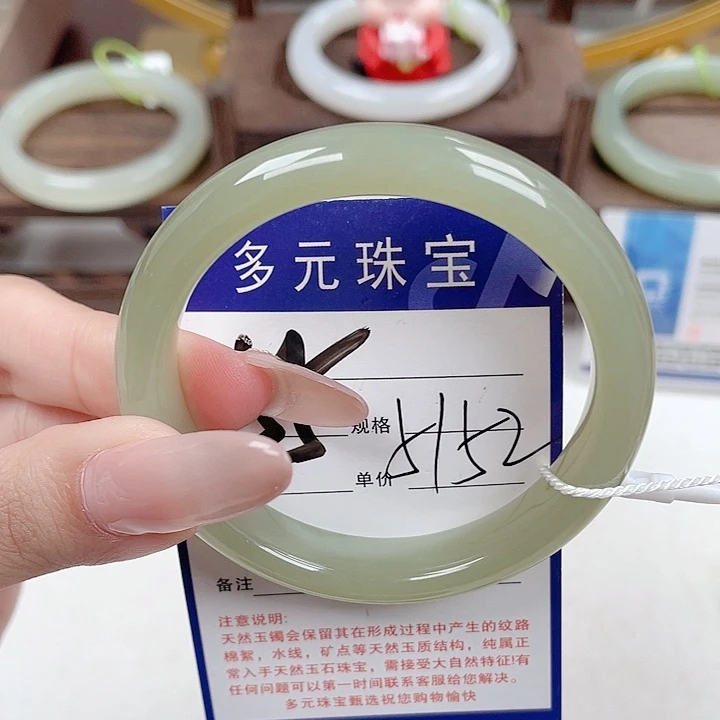 多元珠宝
规格
5152
单价
备注
注意说明:
天然玉镯会保留其在形成过程中产生的纹路
棉絮，水线，矿点等天然玉质结构，纯属正
常入手天然玉石珠宝，需接受大自然特征!有
任何问题可以第一时间联系客服给您解决。
多元珠宝甄选祝您购物愉快